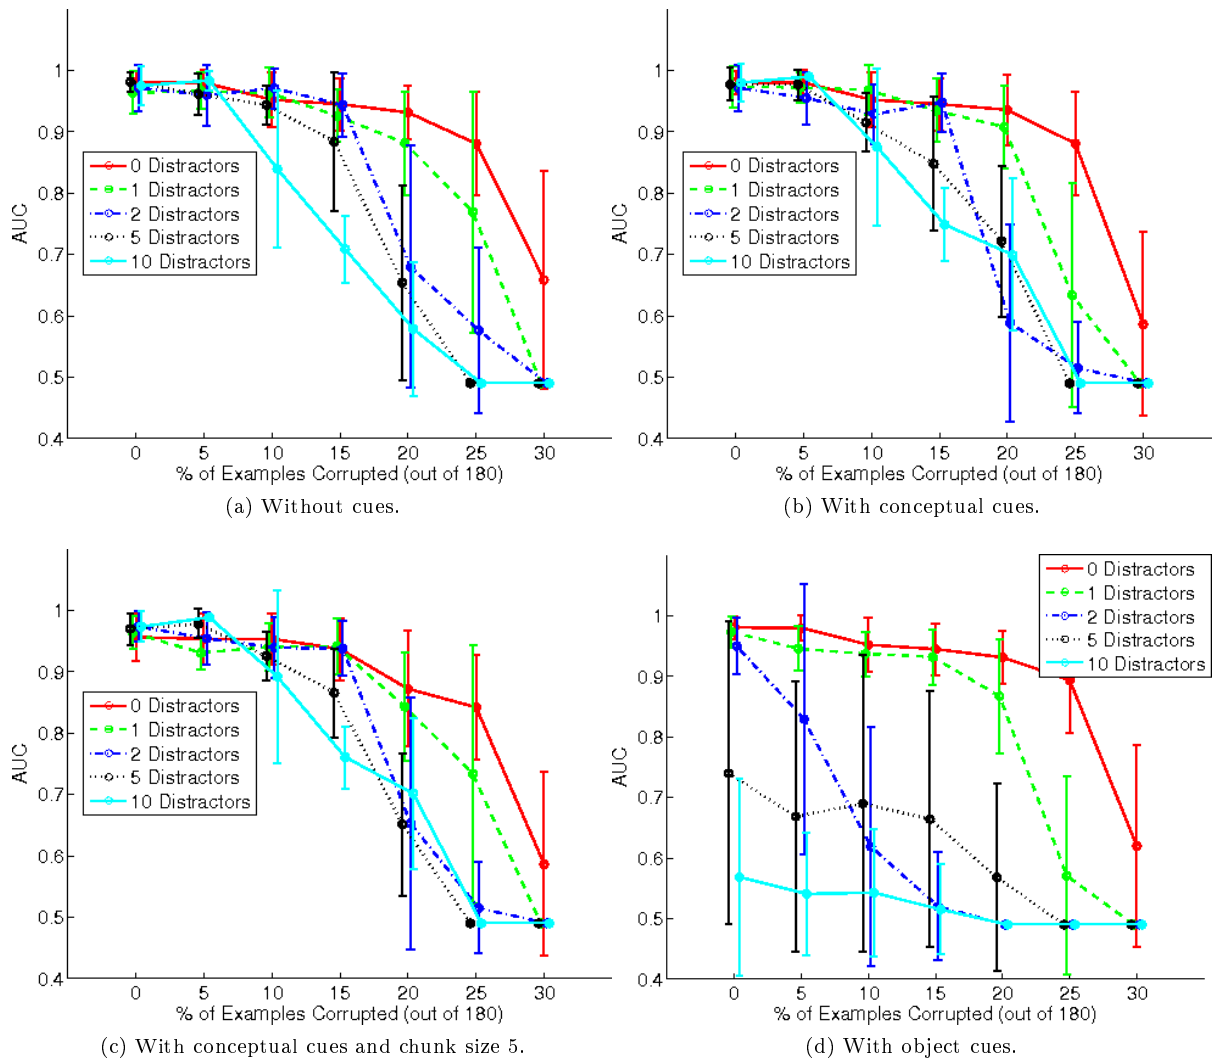 1
0.9
0.8
0.7
0.6
0.5
0.4
AUC
0 Distractors
1 Distractors
2 Distractors
5 Distractors
10 Distractors
0 5 10 15 20 25 30
% of Examples Corrupted (out of 180)
(a) Without cues.
1
0.9
0.8
0.7
0.6
0.5
0.4
AUC
0 Distractors
1 Distractors
2 Distractors
5 Distractors
10 Distractors
0 5 10 15 20 25 30
% of Examples Corrupted (out of 180)
(b) With conceptual cues.
1
0.9
0.8
0.7
0.6
0.5
0.4
AUC
0 Distractors
1 Distractors
2 Distractors
5 Distractors
10 Distractors
0 5 10 15 20 25 30
% of Examples Corrupted (out of 180)
(c) With conceptual cues and chunk size 5.
0 Distractors
1 Distractors
2 Distractors
5 Distractors
10 Distractors
1
0.9
0.8
0.7
0.6
0.5
0.4
AUC
0 5 10 15 20 25 30
% of Examples Corrupted (out of 180)
(d) With object cues.